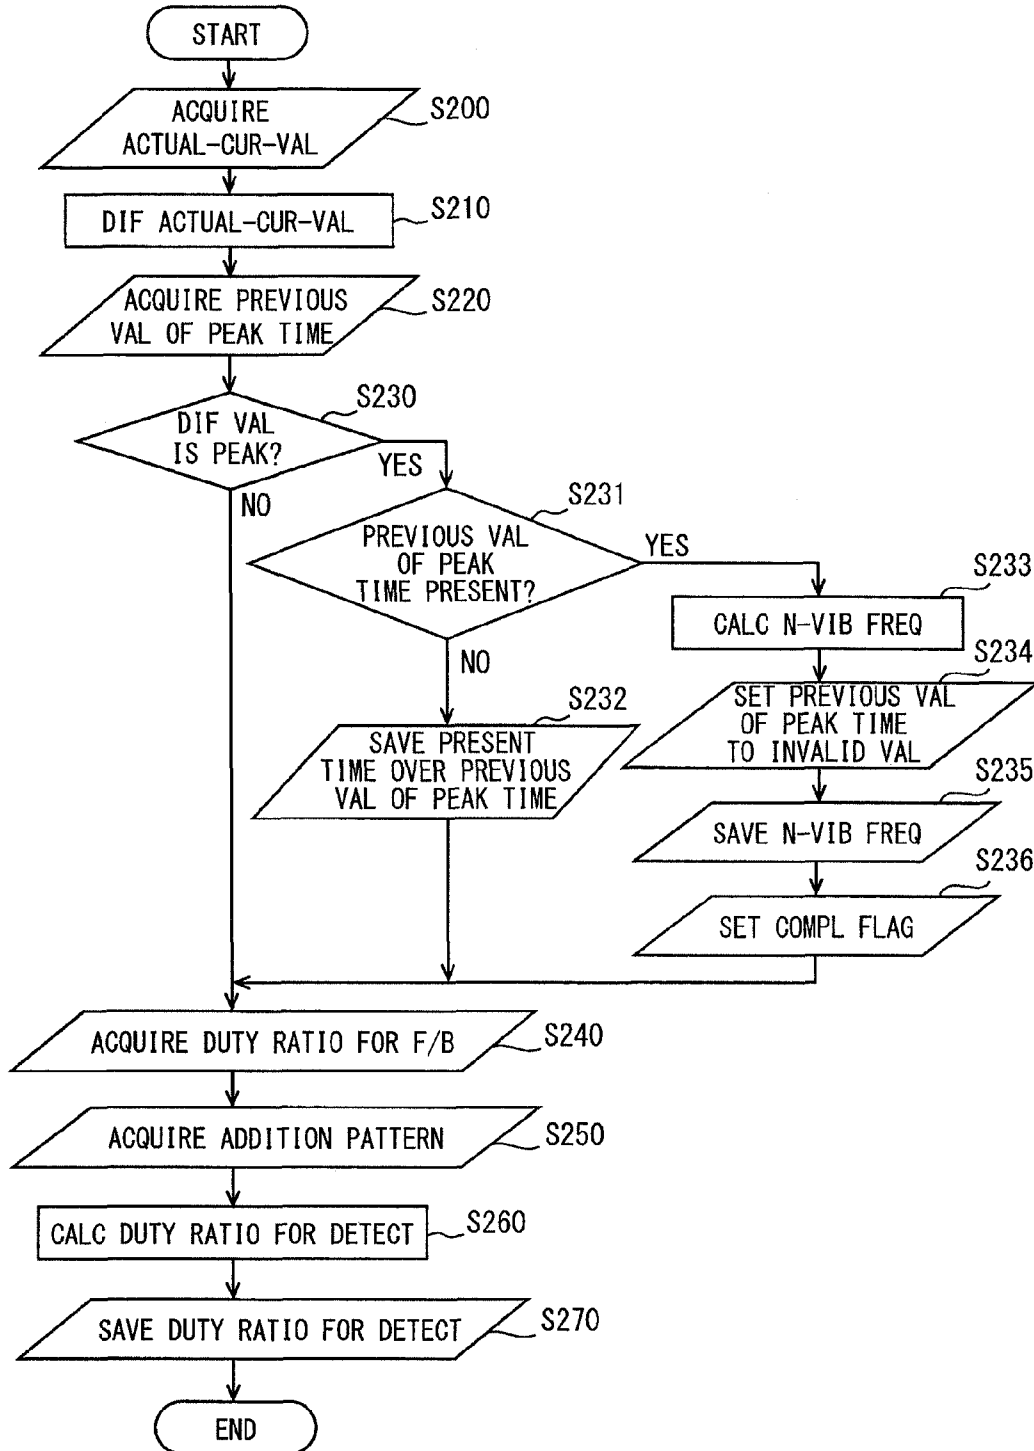 START
ACQUIRE
ACTUAL-CUR-VAL
S200
DIF ACTUAL-CUR-VAL
S210
ACQUIRE PREVIOUS
VAL OF PEAK TIME
S220
DIF VAL
IS PEAK?
S230
YES
NO
PREVIOUS VAL
OF PEAK
TIME PRESENT?
S231
YES
NO
CALC N-VIB FREQ
S233
SET PREVIOUS VAL
OF PEAK TIME
TO INVALID VAL
S234
SAVE PRESENT
TIME OVER PREVIOUS
VAL OF PEAK TIME
S232
SAVE N-VIB FREQ
S235
SET COMPL FLAG
S236
ACQUIRE DUTY RATIO FOR F/B
S240
ACQUIRE ADDITION PATTERN
S250
CALC DUTY RATIO FOR DETECT
S260
SAVE DUTY RATIO FOR DETECT
S270
END